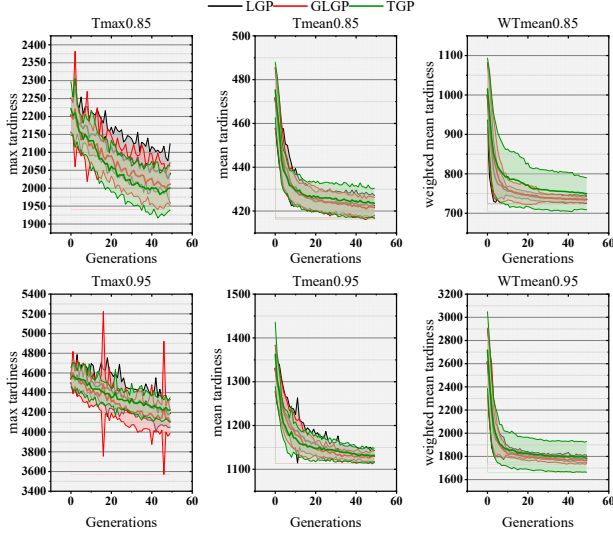 LGP GLGP TGP
Tmax0.85 Tmean0.85 WTmean0.85
max tardiness
2400
2350
2300
2250
2200
2150
2100
2050
2000
1950
1900
0 20 40 60
Generations
mean tardiness
500
480
460
440
420
0 20 40 60
Generations
weighted mean tardiness
1100
1000
900
800
700
0 20 40 60
Generations
Tmax0.95 Tmean0.95 WTmean0.95
max tardiness
5400
5200
5000
4800
4600
4400
4200
4000
3800
3600
3400
0 20 40 60
Generations
mean tardiness
1500
1400
1300
1200
1100
0 20 40 60
Generations
weighted mean tardiness
3200
3000
2800
2600
2400
2200
2000
1800
1600
0 20 40 60
Generations